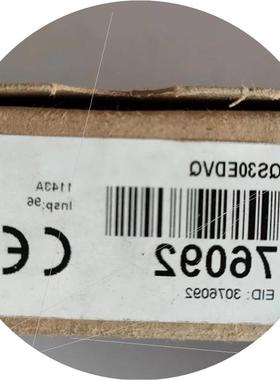 QS30EDVQ
1143A
Insp:96
76092
EID: 3076092
CE